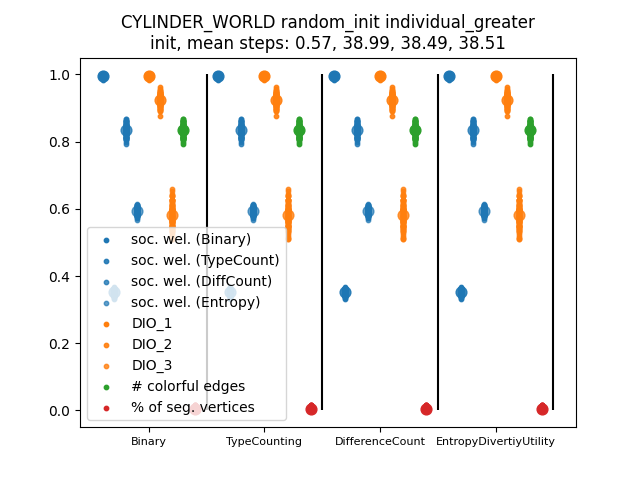 CYLINDER_WORLD random_init individual_greater
init, mean steps: 0.57, 38.99, 38.49, 38.51
1.0
0.8
0.6
0.4
0.2
0.0
soc. wel. (Binary)
soc. wel. (TypeCount)
soc. wel. (DiffCount)
soc. wel. (Entropy)
DIO_1
DIO_2
DIO_3
# colorful edges
% of seg. vertices
Binary
TypeCounting
DifferenceCount
EntropyDivertiyUtility